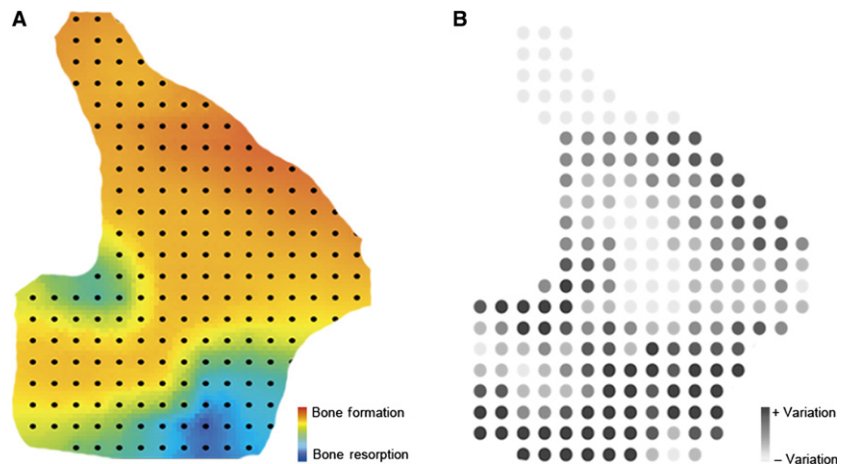 A
B
Bone formation
Bone resorption
+ Variation
– Variation